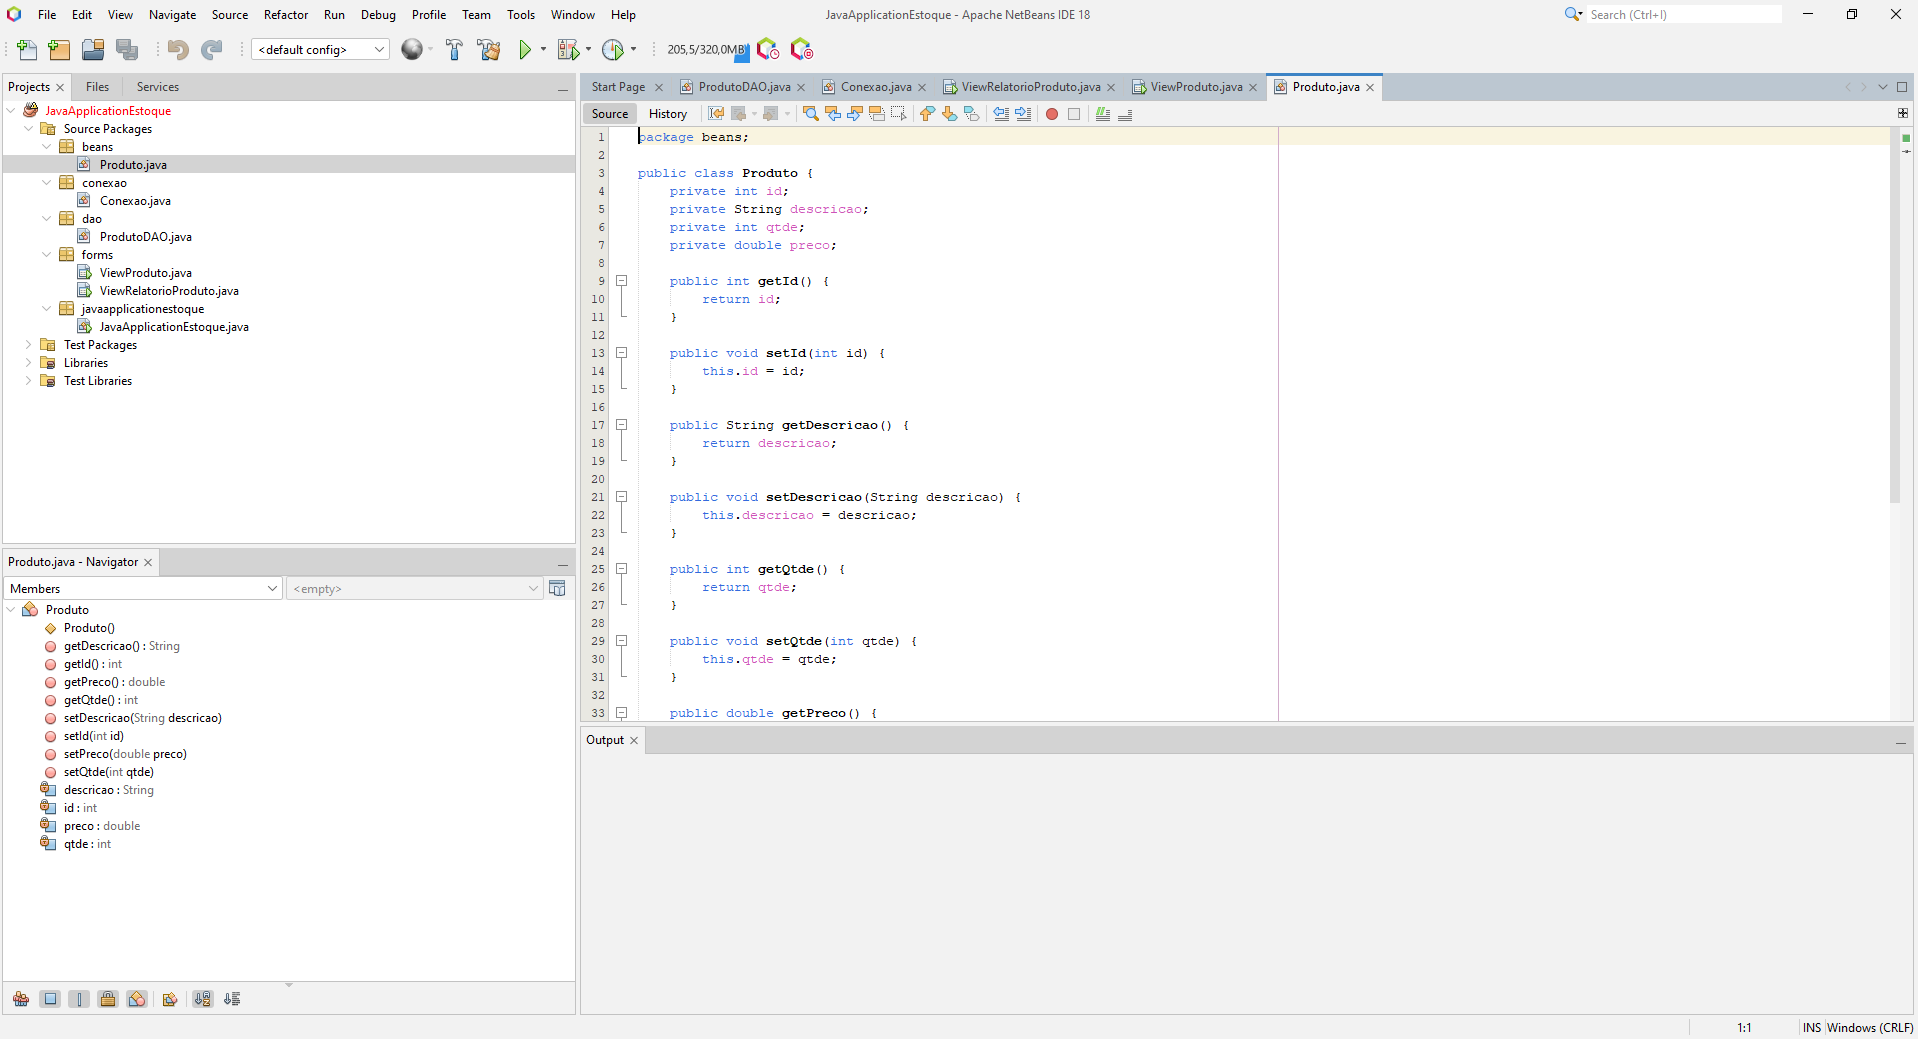 File Edit View Navigate Source Refactor Run Debug Profile Team Tools Window Help
JavaApplicationEstoque - Apache NetBeans IDE 18
Search (Ctrl+I)
<default config>
205,5/320,0MB
Projects Files Services
JavaApplicationEstoque
Source Packages
beans
Produto.java
conexao
Conexao.java
dao
ProdutoDAO.java
forms
ViewProduto.java
ViewRelatorioProduto.java
javaapplicationestoque
JavaApplicationEstoque.java
Test Packages
Libraries
Test Libraries
Produto.java - Navigator
Members <empty>
Produto
Produto()
getDescricao() : String
getId() : int
getPreco() : double
getQtde() : int
setDescricao(String descricao)
setId(int id)
setPreco(double preco)
setQtde(int qtde)
descricao : String
id : int
preco : double
qtde : int
Start Page ProdutoDAO.java Conexao.java ViewRelatorioProduto.java ViewProduto.java Produto.java
Source History
1 package beans;
2
3 public class Produto {
4 private int id;
5 private String descricao;
6 private int qtde;
7 private double preco;
8
9 public int getId() {
10 return id;
11 }
12
13 public void setId(int id) {
14 this.id = id;
15 }
16
17 public String getDescricao() {
18 return descricao;
19 }
20
21 public void setDescricao(String descricao) {
22 this.descricao = descricao;
23 }
24
25 public int getQtde() {
26 return qtde;
27 }
28
29 public void setQtde(int qtde) {
30 this.qtde = qtde;
31 }
32
33 public double getPreco() {
Output
1:1 INS Windows (CRLF)